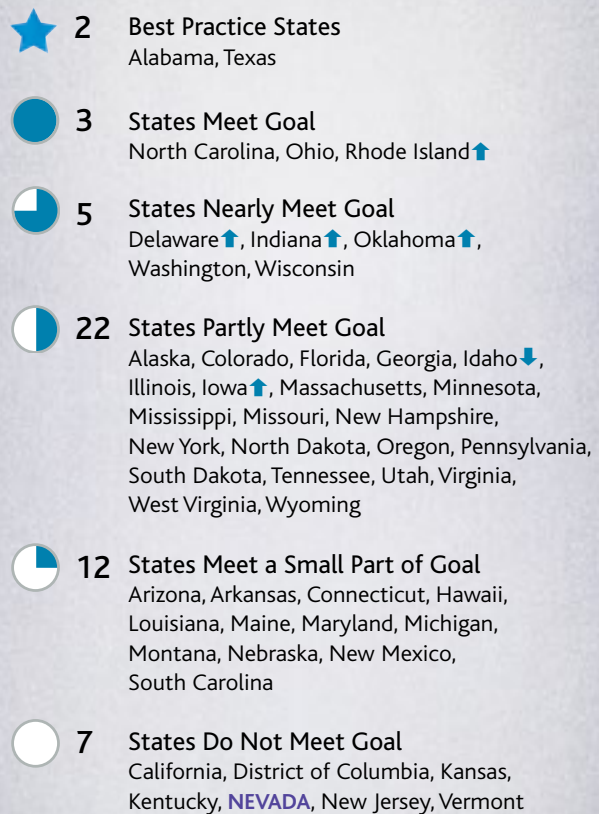 2 Best Practice States
Alabama, Texas
3 States Meet Goal
North Carolina, Ohio, Rhode Island⬆
5 States Nearly Meet Goal
Delaware⬆, Indiana⬆, Oklahoma⬆,
Washington, Wisconsin
22 States Partly Meet Goal
Alaska, Colorado, Florida, Georgia, Idaho⬇,
Illinois, Iowa⬆, Massachusetts, Minnesota,
Mississippi, Missouri, New Hampshire,
New York, North Dakota, Oregon, Pennsylvania,
South Dakota, Tennessee, Utah, Virginia,
West Virginia, Wyoming
12 States Meet a Small Part of Goal
Arizona, Arkansas, Connecticut, Hawaii,
Louisiana, Maine, Maryland, Michigan,
Montana, Nebraska, New Mexico,
South Carolina
7 States Do Not Meet Goal
California, District of Columbia, Kansas,
Kentucky, NEVADA, New Jersey, Vermont